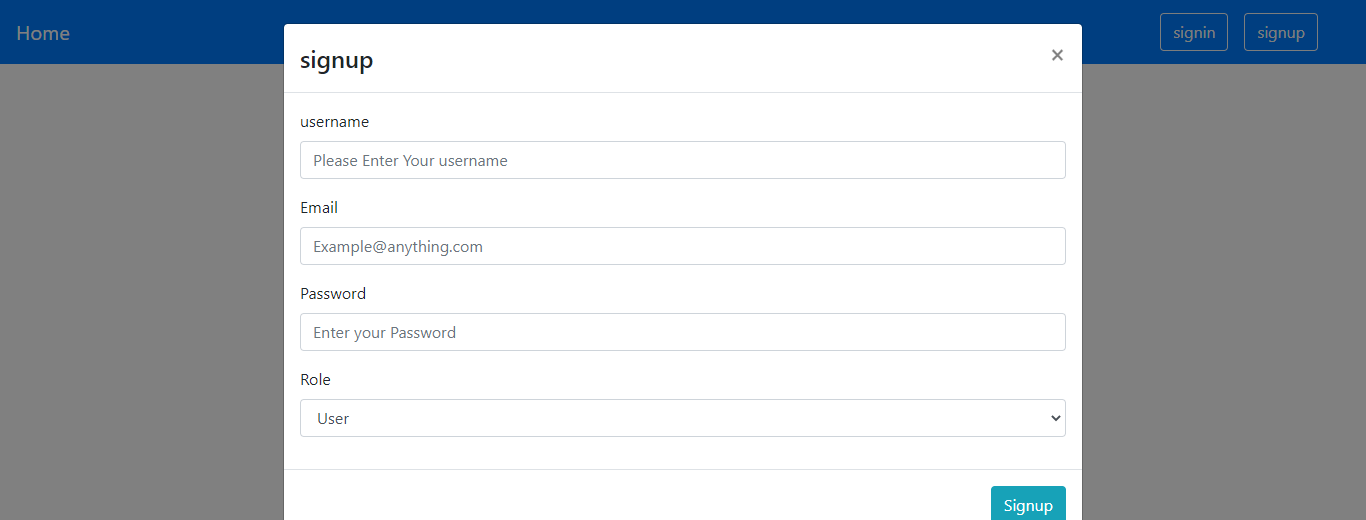 Home
signin
signup
signup
×
username
Please Enter Your username
Email
Example@anything.com
Password
Enter your Password
Role
User
Signup